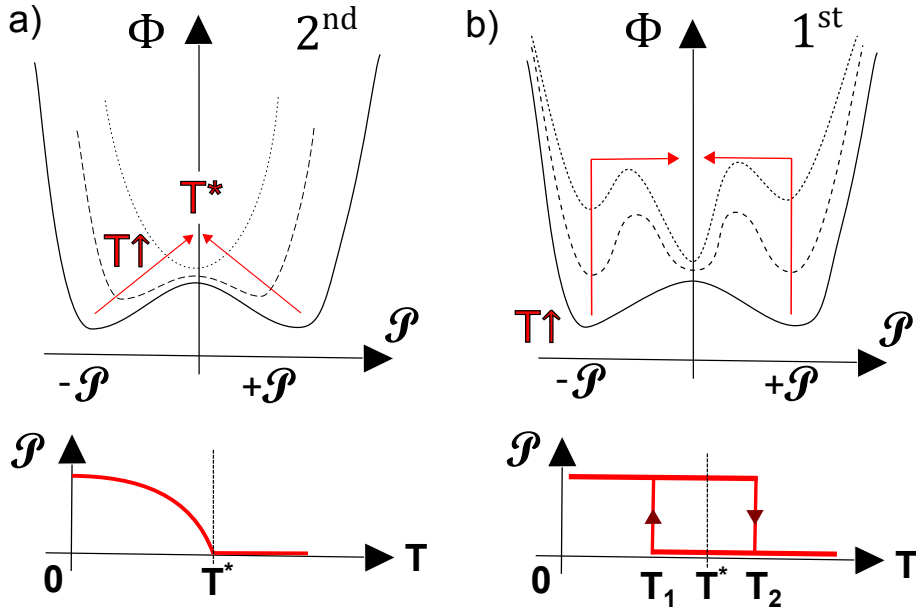 a)
Φ
2nd
T*
T↑
𝒫
-𝒫
+𝒫
𝒫
0
T*
T
b)
Φ
1st
T↑
𝒫
-𝒫
+𝒫
𝒫
0
T1
T*
T2
T